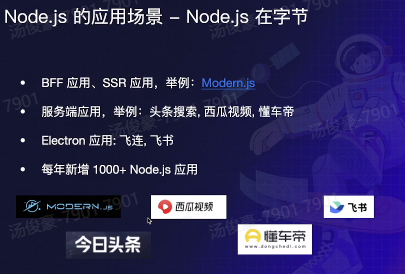 Node.js 的应用场景 - Node.js 在字节
• BFF 应用、SSR 应用，举例：Modern.js
• 服务端应用，举例：头条搜索, 西瓜视频, 懂车帝
• Electron 应用: 飞连, 飞书
• 每年新增 1000+ Node.js 应用
MODERN.JS
西瓜视频
飞书
今日头条
懂车帝
www.dongchedi.com